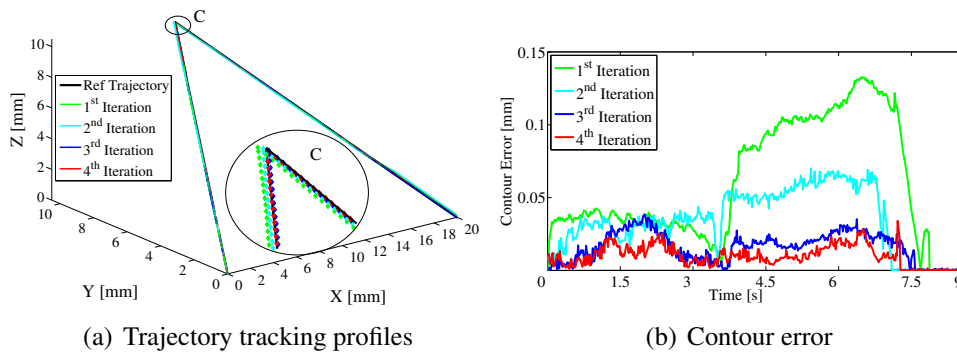 C
10
8
6
4
2
0
Z [mm]
Ref Trajectory
1st Iteration
2nd Iteration
3rd Iteration
4th Iteration
C
10
8
6
4
2
0
Y [mm]
0
2
4
6
8
10
12
14
16
18
20
X [mm]
(a) Trajectory tracking profiles
0.15
0.1
0.05
0
Contour Error [mm]
1st Iteration
2nd Iteration
3rd Iteration
4th Iteration
1.5
3
4.5
6
7.5
9
Time [s]
(b) Contour error